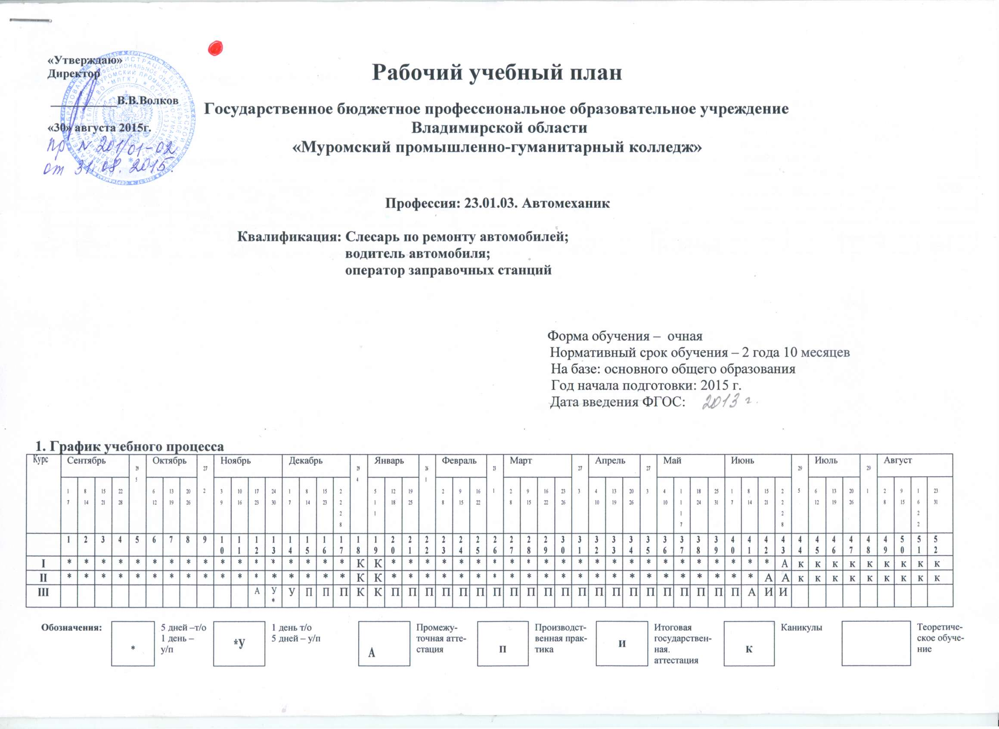 «Утверждаю»
Директор
В.В.Волков
«30» августа 2015г.
пр N 201/01-02
от 31.08.2015.
Рабочий учебный план
Государственное бюджетное профессиональное образовательное учреждение
Владимирской области
«Муромский промышленно-гуманитарный колледж»
Профессия: 23.01.03. Автомеханик
Квалификация: Слесарь по ремонту автомобилей;
водитель автомобиля;
оператор заправочных станций
Форма обучения – очная
Нормативный срок обучения – 2 года 10 месяцев
На базе: основного общего образования
Год начала подготовки: 2015 г.
Дата введения ФГОС: 2013 г.
1. График учебного процесса
Курс Сентябрь 29 5 Октябрь 27 2 Ноябрь Декабрь 29 4 Январь 26 1 Февраль 23 1 Март 27 3 Апрель 27 3 Май Июнь 29 5 Июль 29 1 Август
1 8 15 22 6 13 20 3 10 17 24 1 8 15 22 5 12 19 2 9 16 2 9 16 23 4 13 20 4 11 18 25 1 8 15 22 6 13 20 2 9 16 23
7 14 21 28 12 19 26 9 16 23 30 7 14 23 28 11 18 25 8 15 22 8 15 22 26 10 19 26 10 17 24 31 7 14 21 28 12 19 26 8 15 22 31
1 2 3 4 5 6 7 8 9 10 11 12 13 14 15 16 17 18 19 20 21 22 23 24 25 26 27 28 29 30 31 32 33 34 35 36 37 38 39 40 41 42 43 44 45 46 47 48 49 50 51 52
I * * * * * * * * * * * * * * * * * К К * * * * * * * * * * * * * * * * * * * * * * * А к к к к к к к к к
II * * * * * * * * * * * * * * * * * К К * * * * * * * * * * * * * * * * * * * * * * А А к к к к к к к к к
III А У* У П П П К К П П П П П П П П П П П П П П П П П П П П П А И И
Обозначения:
*
5 дней –т/о
1 день –
у/п
*У
1 день т/о
5 дней – у/п
А
Промежу-
точная атте-
стация
П
Производст-
венная прак-
тика
И
Итоговая
государствен-
ная.
аттестация
К
Каникулы
Теоретиче-
ское обуче-
ние